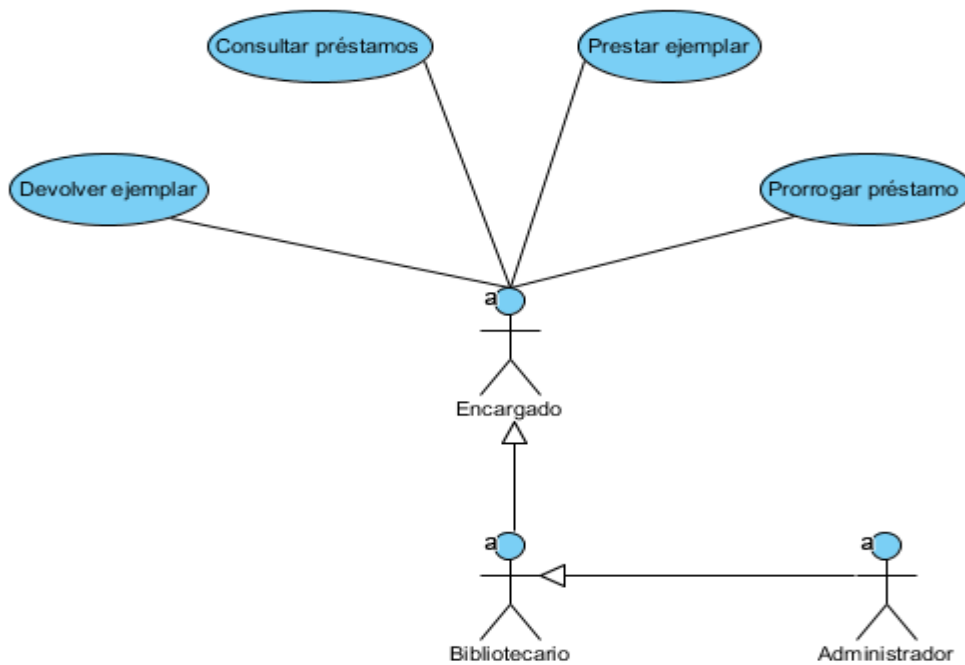 Consultar préstamos
Prestar ejemplar
Devolver ejemplar
Prorrogar préstamo
a
Encargado
a
a
Bibliotecario
Administrador